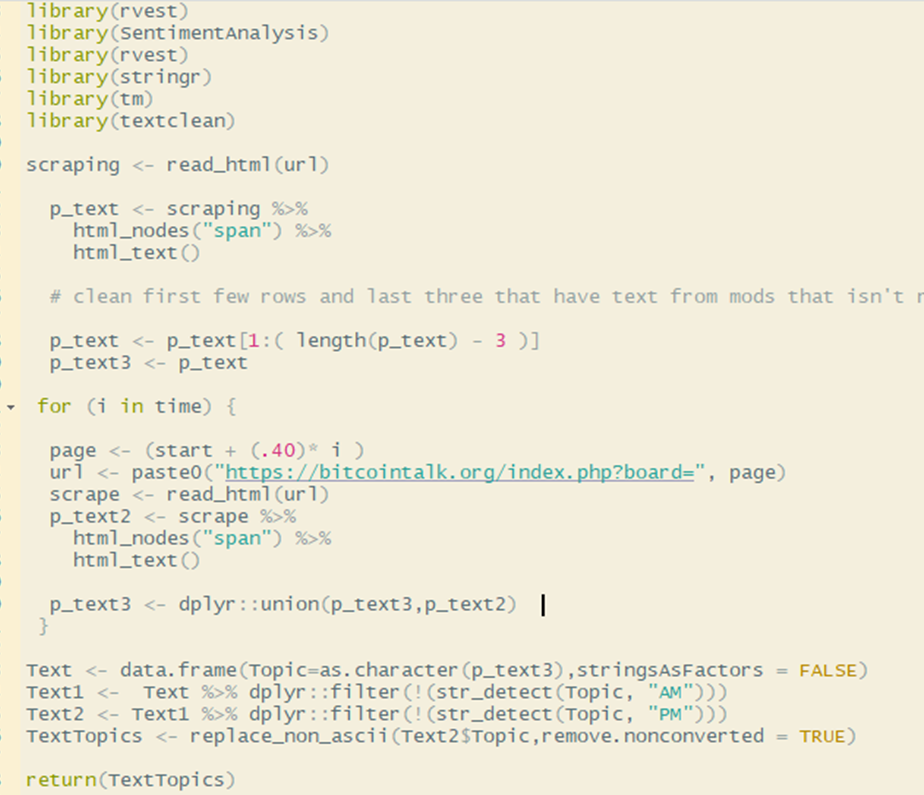 library(rvest)
library(SentimentAnalysis)
library(rvest)
library(stringr)
library(tm)
library(textclean)
scraping <- read_html(url)
p_text <- scraping %>%
html_nodes("span") %>%
html_text()
# clean first few rows and last three that have text from mods that isn't
p_text <- p_text[1:( length(p_text) - 3 )]
p_text3 <- p_text
for (i in time) {
page <- (start + (.40)* i )
url <- paste0("https://bitcointalk.org/index.php?board=", page)
scrape <- read_html(url)
p_text2 <- scrape %>%
html_nodes("span") %>%
html_text()
p_text3 <- dplyr::union(p_text3,p_text2)
}
Text <- data.frame(Topic=as.character(p_text3),stringsAsFactors = FALSE)
Text1 <-  Text %>% dplyr::filter(!(str_detect(Topic, "AM")))
Text2 <- Text1 %>% dplyr::filter(!(str_detect(Topic, "PM")))
TextTopics <- replace_non_ascii(Text2$Topic,remove.nonconverted = TRUE)
return(TextTopics)